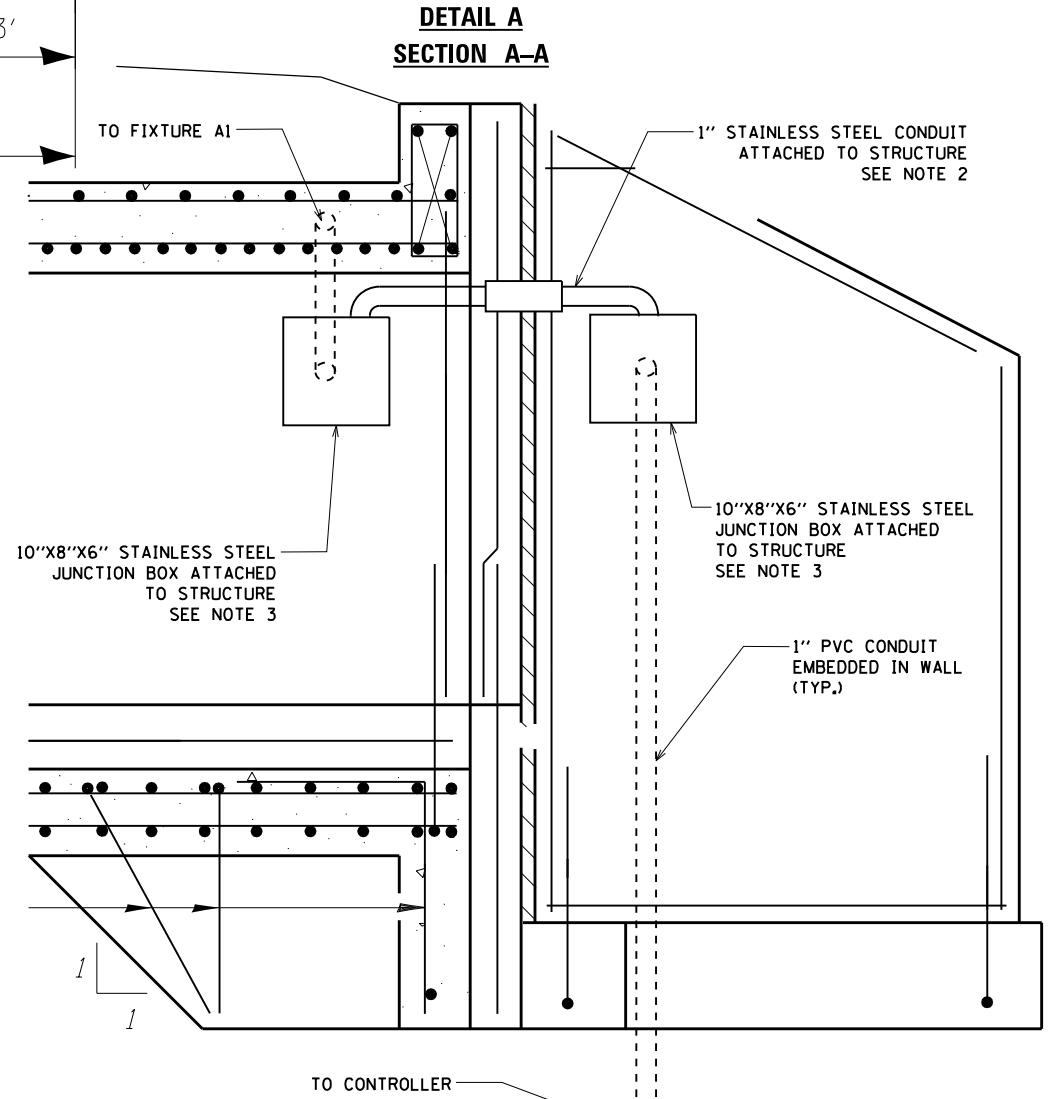 DETAIL A
SECTION A–A
3'
TO FIXTURE A1
1'' STAINLESS STEEL CONDUIT
ATTACHED TO STRUCTURE
SEE NOTE 2
10''X8''X6'' STAINLESS STEEL
JUNCTION BOX ATTACHED
TO STRUCTURE
SEE NOTE 3
10''X8''X6'' STAINLESS STEEL
JUNCTION BOX ATTACHED
TO STRUCTURE
SEE NOTE 3
1'' PVC CONDUIT
EMBEDDED IN WALL
(TYP.)
1
1
TO CONTROLLER